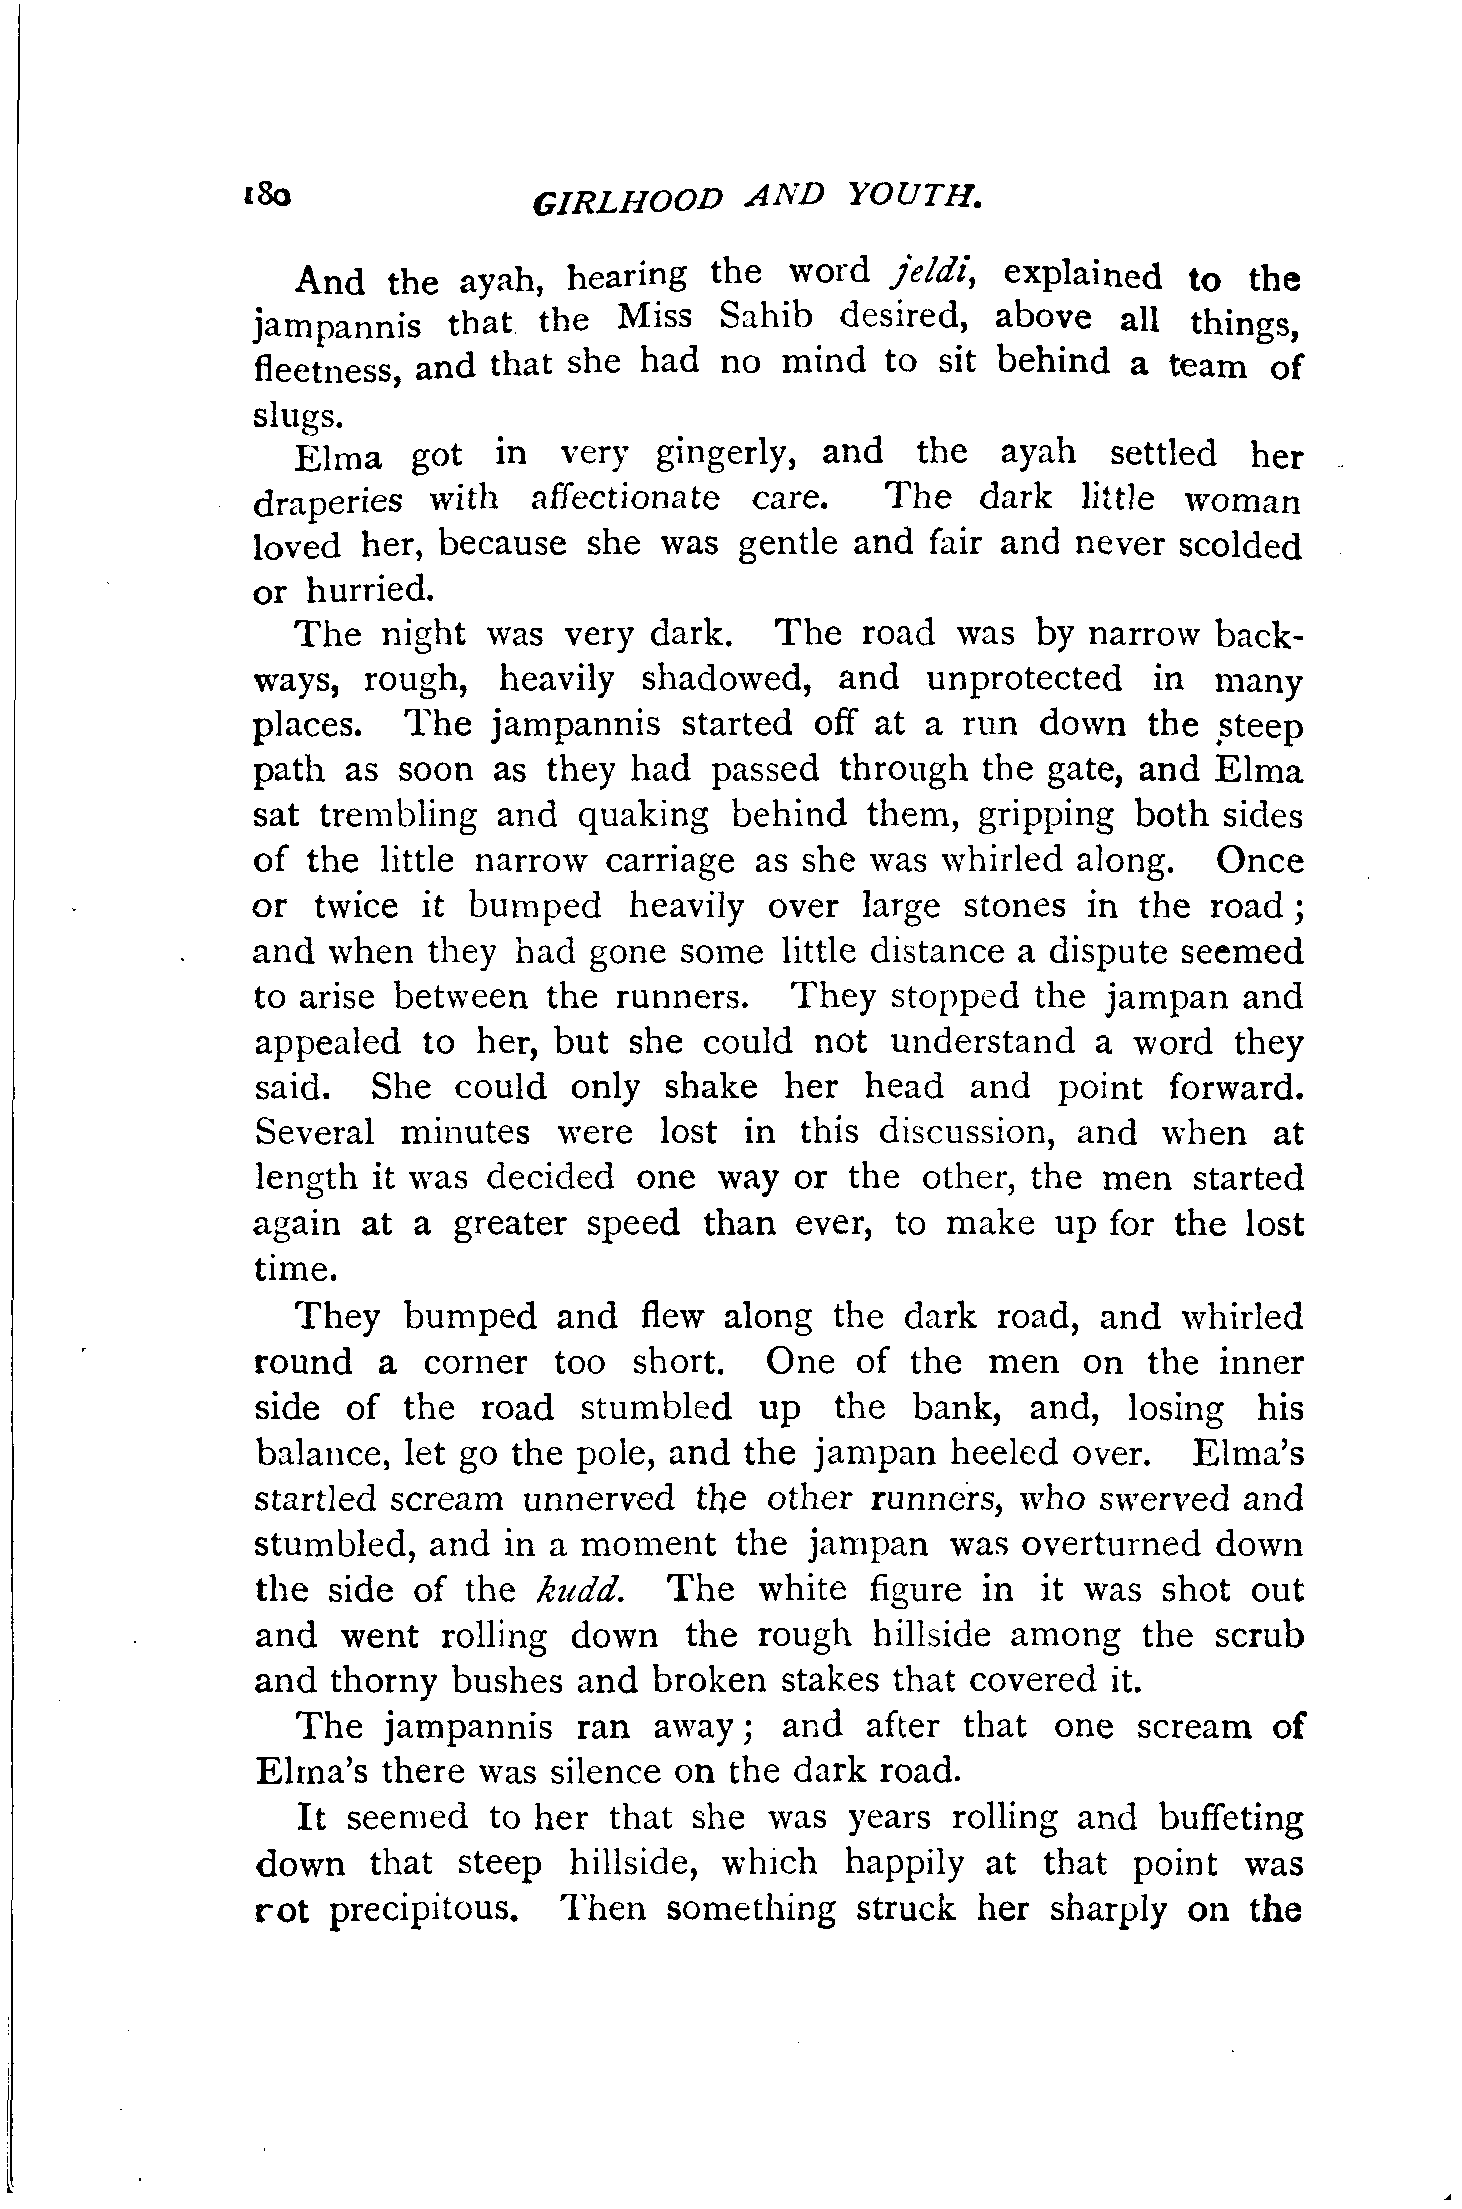 180 GIRLHOOD AND YOUTH.
And the ayah, hearing the word jeldi, explained to the
jampannis that the Miss Sahib desired, above all things,
fleetness, and that she had no mind to sit behind a team of
slugs.
Elma got in very gingerly, and the ayah settled her
draperies with affectionate care. The dark little woman
loved her, because she was gentle and fair and never scolded
or hurried.
The night was very dark. The road was by narrow back-
ways, rough, heavily shadowed, and unprotected in many
places. The jampannis started off at a run down the steep
path as soon as they had passed through the gate, and Elma
sat trembling and quaking behind them, gripping both sides
of the little narrow carriage as she was whirled along. Once
or twice it bumped heavily over large stones in the road ;
and when they had gone some little distance a dispute seemed
to arise between the runners. They stopped the jampan and
appealed to her, but she could not understand a word they
said. She could only shake her head and point forward.
Several minutes were lost in this discussion, and when at
length it was decided one way or the other, the men started
again at a greater speed than ever, to make up for the lost
time.
They bumped and flew along the dark road, and whirled
round a corner too short. One of the men on the inner
side of the road stumbled up the bank, and, losing his
balance, let go the pole, and the jampan heeled over. Elma's
startled scream unnerved the other runners, who swerved and
stumbled, and in a moment the jampan was overturned down
the side of the kudd. The white figure in it was shot out
and went rolling down the rough hillside among the scrub
and thorny bushes and broken stakes that covered it.
The jampannis ran away ; and after that one scream of
Elma's there was silence on the dark road.
It seemed to her that she was years rolling and buffeting
down that steep hillside, which happily at that point was
rot precipitous. Then something struck her sharply on the